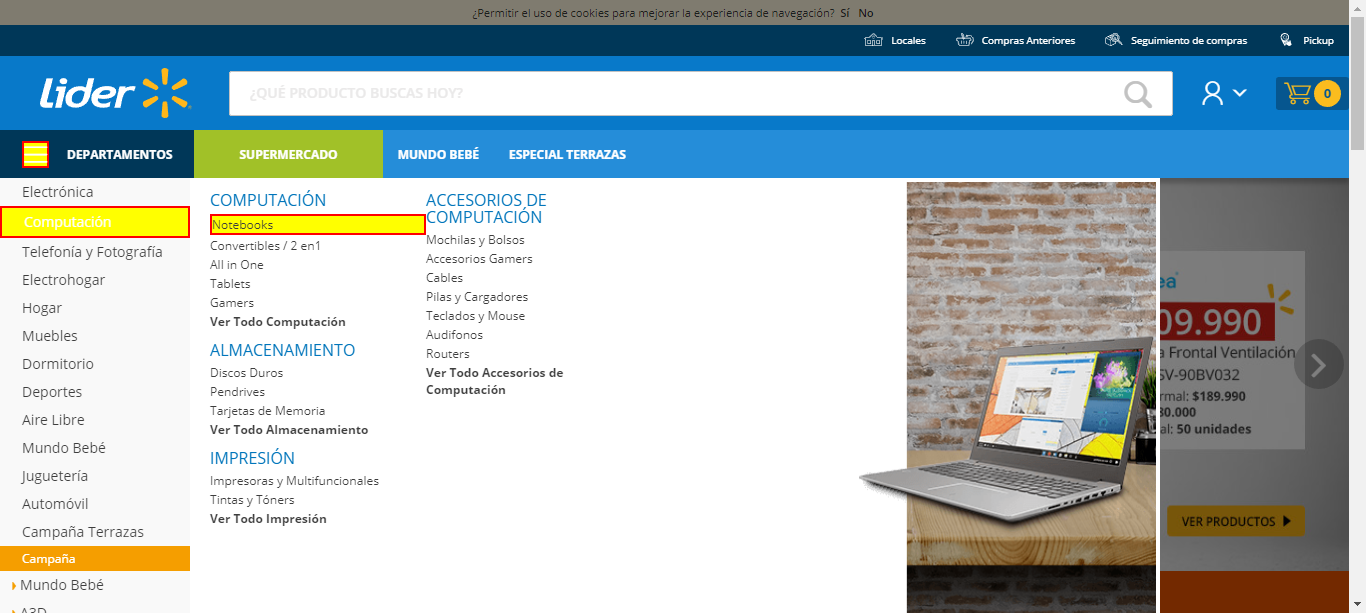 ¿Permitir el uso de cookies para mejorar la experiencia de navegación? Sí No
Locales Compras Anteriores Seguimiento de compras Pickup
Lider
¿QUÉ PRODUCTO BUSCAS HOY?
0
DEPARTAMENTOS SUPERMERCADO MUNDO BEBÉ ESPECIAL TERRAZAS
Electrónica
Computación
Telefonía y Fotografía
Electrohogar
Hogar
Muebles
Dormitorio
Deportes
Aire Libre
Mundo Bebé
Juguetería
Automóvil
Campaña Terrazas
Campaña
Mundo Bebé
A3D
COMPUTACIÓN
Notebooks
Convertibles / 2 en1
All in One
Tablets
Gamers
Ver Todo Computación
ALMACENAMIENTO
Discos Duros
Pendrives
Tarjetas de Memoria
Ver Todo Almacenamiento
IMPRESIÓN
Impresoras y Multifuncionales
Tintas y Tóners
Ver Todo Impresión
ACCESORIOS DE
COMPUTACIÓN
Mochilas y Bolsos
Accesorios Gamers
Cables
Pilas y Cargadores
Teclados y Mouse
Audifonos
Routers
Ver Todo Accesorios de
Computación
ea
09.990
a Frontal Ventilación
SV-90BV032
rmal: $189.990
80.000
al: 50 unidades
VER PRODUCTOS